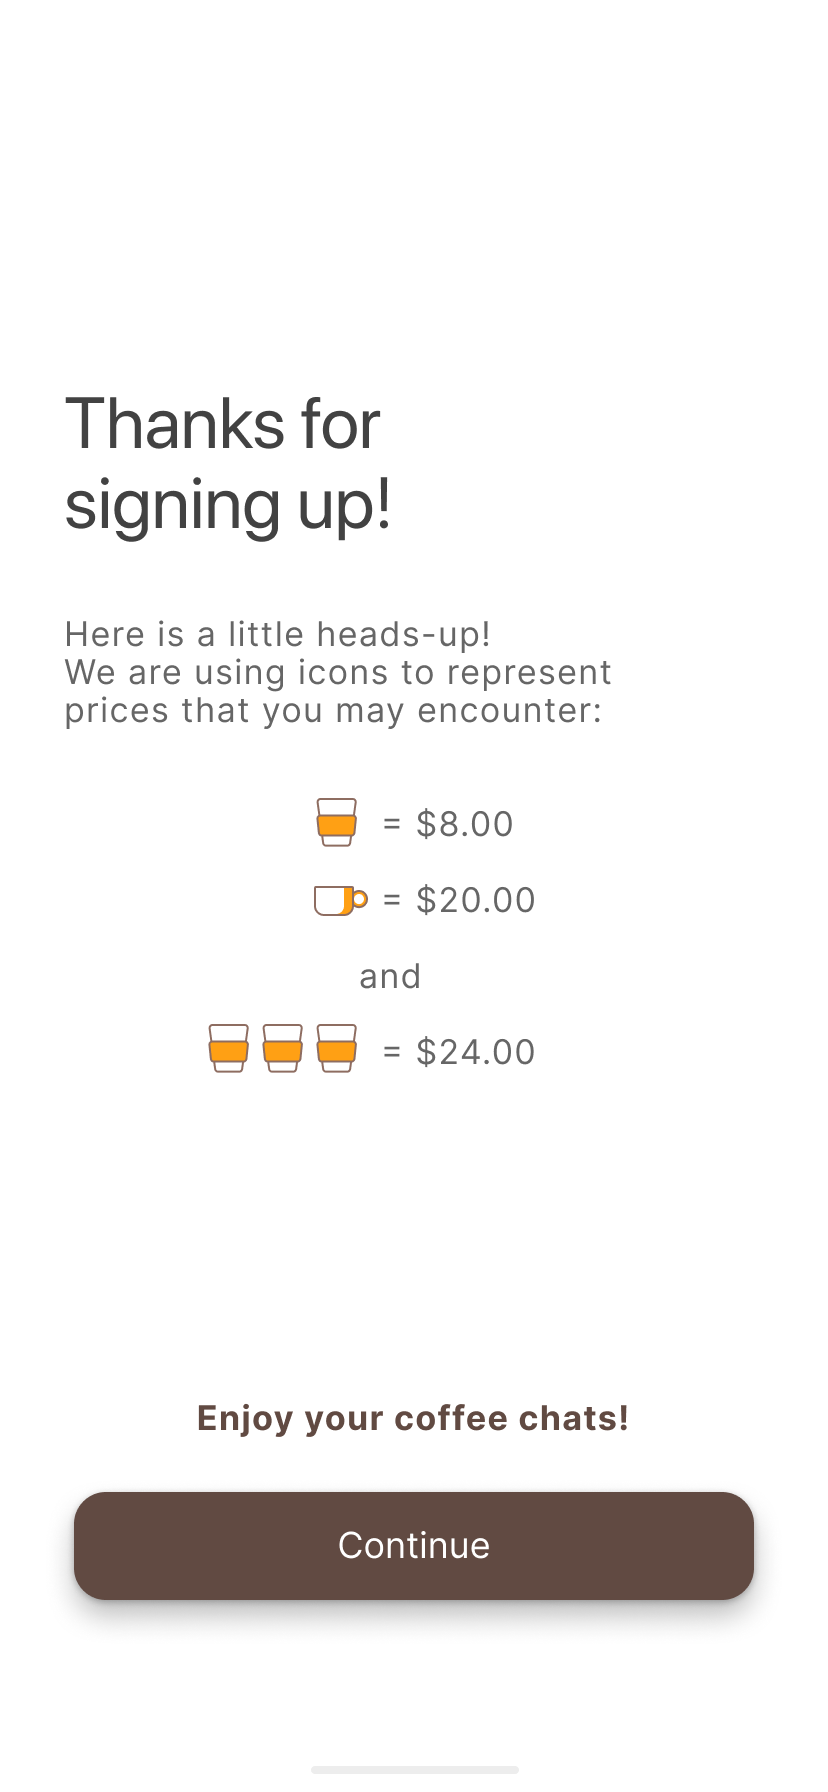 Thanks for
signing up!
Here is a little heads-up!
We are using icons to represent
prices that you may encounter:
= $8.00
= $20.00
and
= $24.00
Enjoy your coffee chats!
Continue